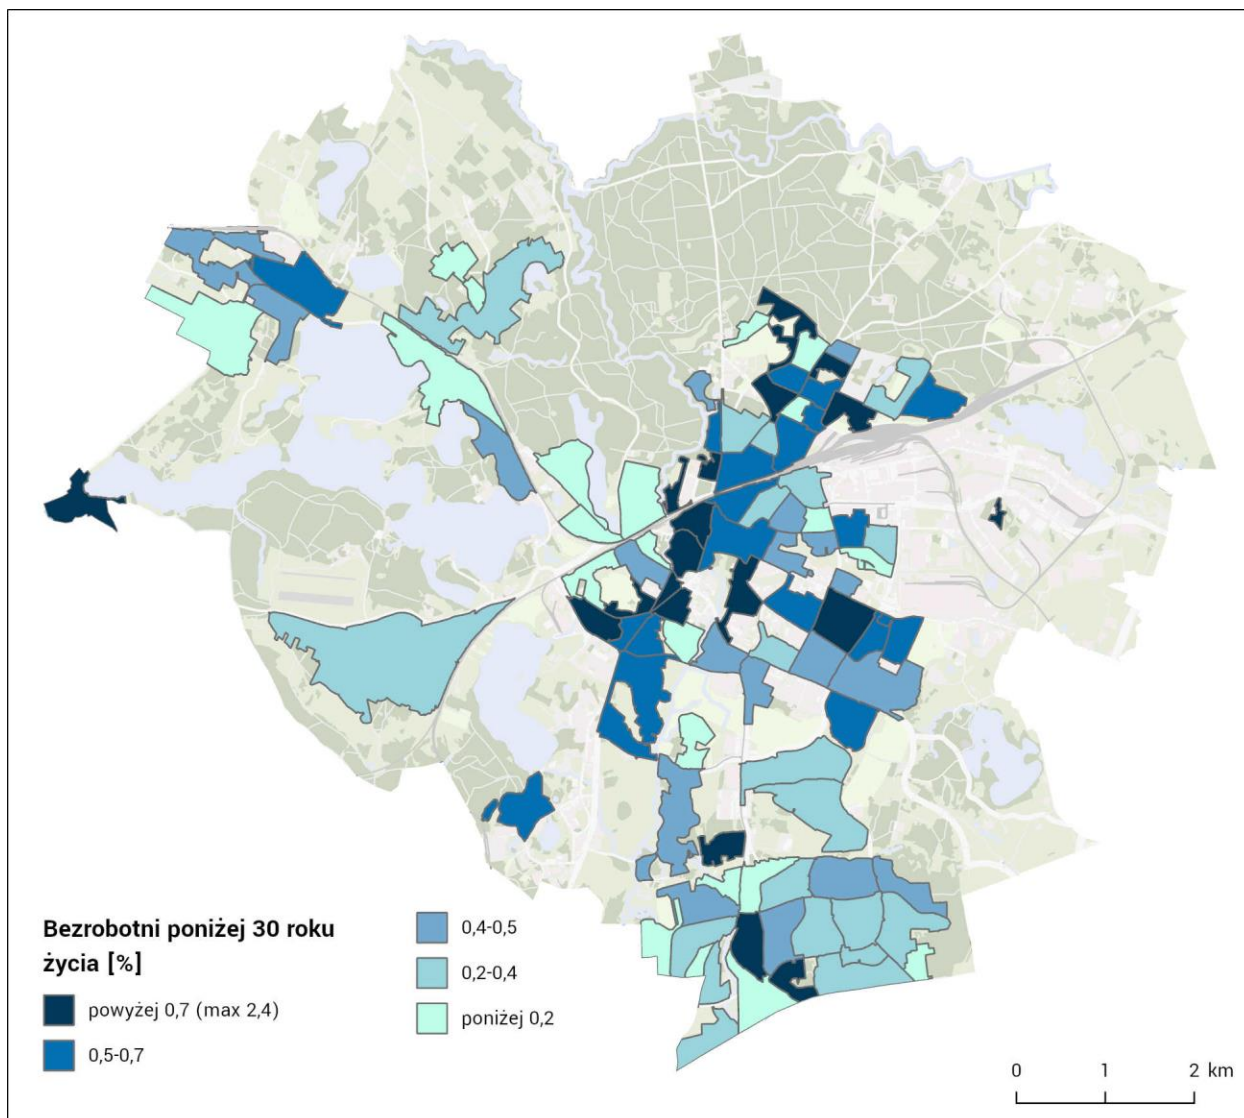 Bezrobotni poniżej 30 roku
życia [%]
powyżej 0,7 (max 2,4)
0,5-0,7
0,4-0,5
0,2-0,4
poniżej 0,2
0 1 2 km